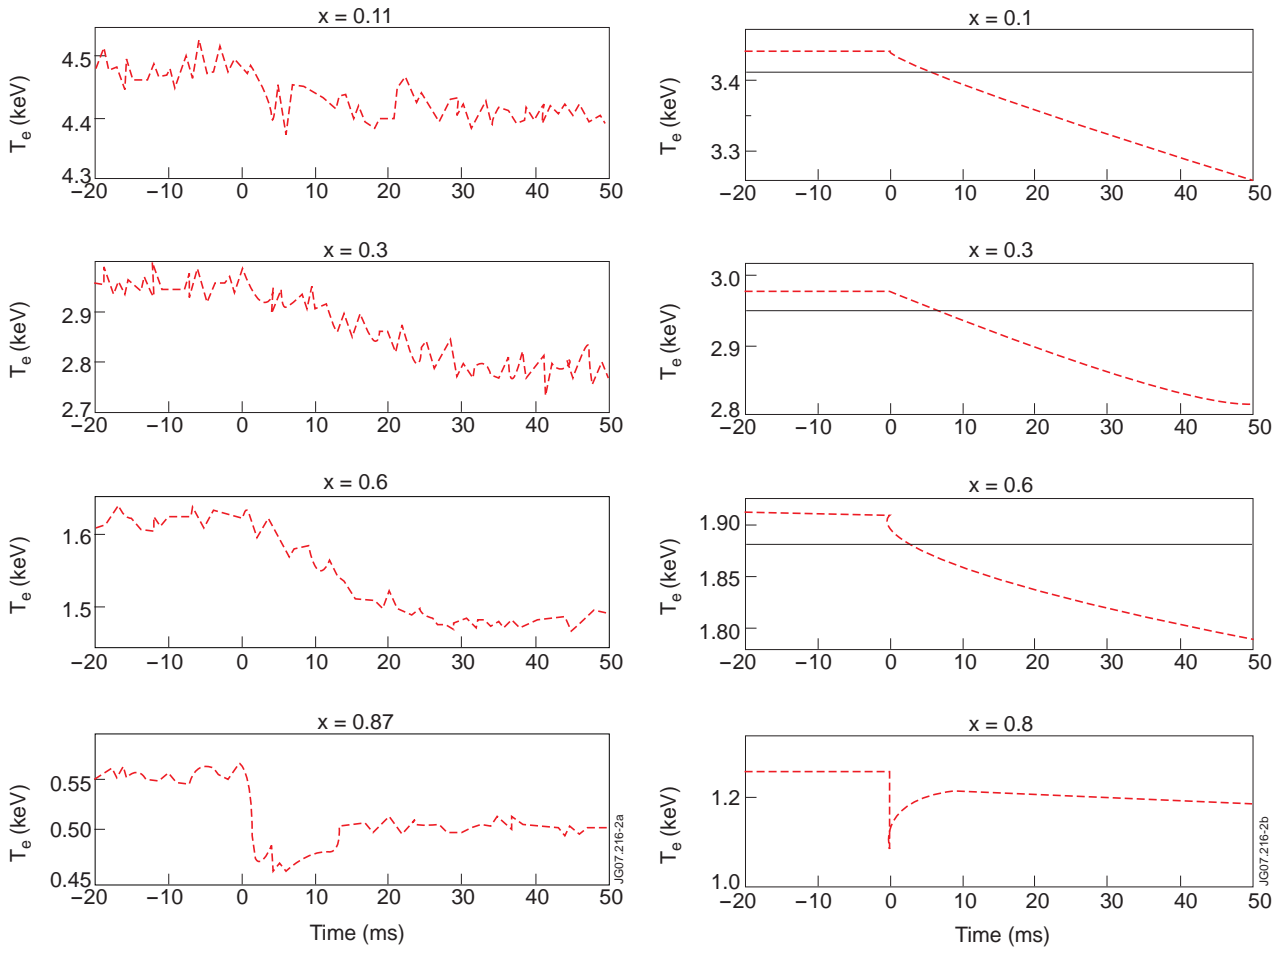 x = 0.11
4.5
4.4
4.3
Te (keV)
−20 −10 0 10 20 30 40 50
x = 0.3
2.9
2.8
2.7
Te (keV)
−20 −10 0 10 20 30 40 50
x = 0.6
1.6
1.5
Te (keV)
−20 −10 0 10 20 30 40 50
x = 0.87
0.55
0.50
0.45
Te (keV)
−20 −10 0 10 20 30 40 50
Time (ms)
JG07.216-2a
x = 0.1
3.4
3.3
Te (keV)
−20 −10 0 10 20 30 40 50
x = 0.3
3.0
2.9
2.8
Te (keV)
−20 −10 0 10 20 30 40 50
x = 0.6
1.90
1.85
1.80
Te (keV)
−20 −10 0 10 20 30 40 50
x = 0.8
1.2
1.0
Te (keV)
−20 −10 0 10 20 30 40 50
Time (ms)
JG07.216-2b